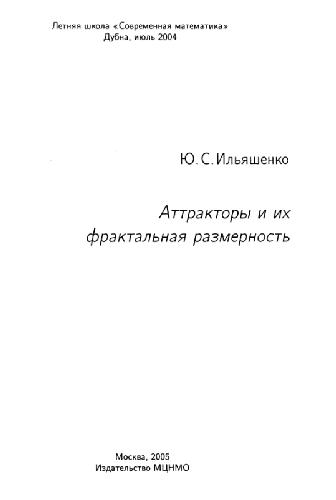 Летняя школа «Современная математика»
Дубна, июль 2004
Ю. С. Ильяшенко
Аттракторы и их
фрактальная размерность
Москва, 2005
Издательство МЦНМО